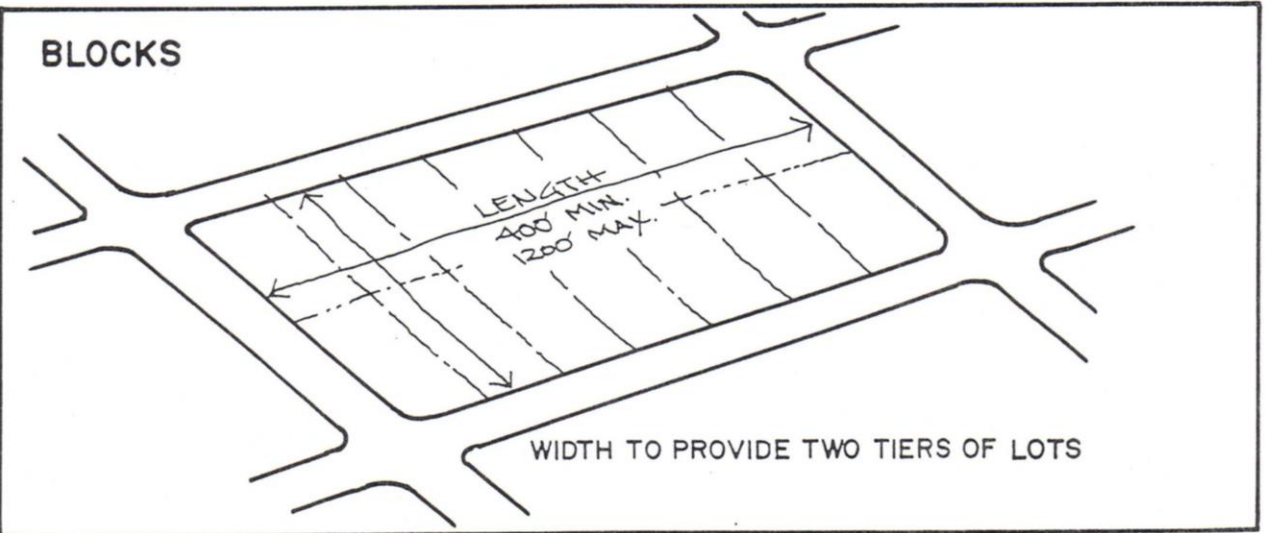 BLOCKS
LENGTH
400' MIN.
1200' MAX.
WIDTH TO PROVIDE TWO TIERS OF LOTS